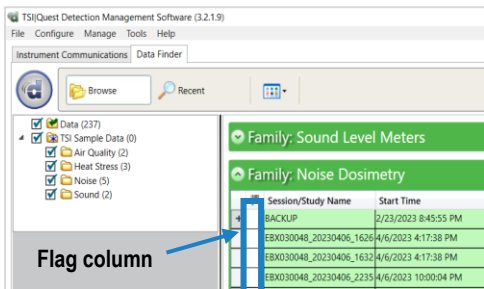 TSI|Quest Detection Management Software (3.2.1.9)
File Configure Manage Tools Help
Instrument Communications Data Finder
Browse Recent
Data (237)
TSI Sample Data (0)
Air Quality (2)
Heat Stress (3)
Noise (5)
Sound (2)
Flag column
Family: Sound Level Meters
Family: Noise Dosimetry
Session/Study Name Start Time
BACKUP 2/23/2023 8:45:55 PM
EBX030048_20230406_1626 4/6/2023 4:17:38 PM
EBX030048_20230406_1632 4/6/2023 4:17:38 PM
EBX030048_20230406_2235 4/6/2023 10:00:04 PM